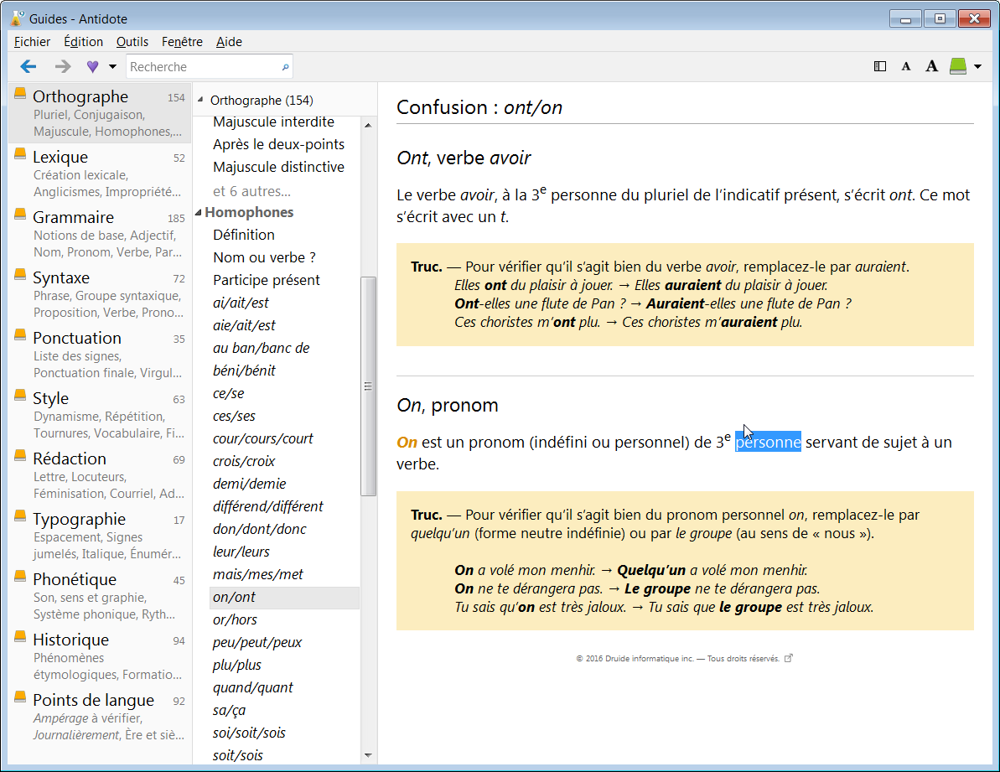 Guides - Antidote
Fichier Édition Outils Fenêtre Aide
Recherche
A A
Orthographe 154
Pluriel, Conjugaison,
Majuscule, Homophones,...
Lexique 52
Création lexicale,
Anglicismes, Impropriété...
Grammaire 185
Notions de base, Adjectif,
Nom, Pronom, Verbe, Par...
Syntaxe 72
Phrase, Groupe syntaxique,
Proposition, Verbe, Prono...
Ponctuation 35
Liste des signes,
Ponctuation finale, Virgul...
Style 63
Dynamisme, Répétition,
Tournures, Vocabulaire, Fi...
Rédaction 69
Lettre, Locuteurs,
Féminisation, Courriel, Ad...
Typographie 17
Espacement, Signes
jumelés, Italique, Énumér...
Phonétique 45
Son, sens et graphie,
Système phonique, Ryth...
Historique 94
Phénomènes
étymologiques, Formatio...
Points de langue 92
Ampérage à vérifier,
Journalièrement, Ère et siè...
Orthographe (154)
Majuscule interdite
Après le deux-points
Majuscule distinctive
et 6 autres...
Homophones
Définition
Nom ou verbe ?
Participe présent
ai/ait/est
aie/ait/est
au ban/banc de
béni/bénit
ce/se
ces/ses
cour/cours/court
crois/croix
demi/demie
différend/différent
don/dont/donc
leur/leurs
mais/mes/met
on/ont
or/hors
peu/peut/peux
plu/plus
quand/quant
sa/ça
soi/soit/sois
soit/sois
Confusion : ont/on
Ont, verbe avoir
Le verbe avoir, à la 3e personne du pluriel de l’indicatif présent, s’écrit ont. Ce mot
s’écrit avec un t.
Truc. — Pour vérifier qu’il s’agit bien du verbe avoir, remplacez-le par auraient.
Elles ont du plaisir à jouer. → Elles auraient du plaisir à jouer.
Ont-elles une flute de Pan ? → Auraient-elles une flute de Pan ?
Ces choristes m’ont plu. → Ces choristes m’auraient plu.
On, pronom
On est un pronom (indéfini ou personnel) de 3e personne servant de sujet à un
verbe.
Truc. — Pour vérifier qu’il s’agit bien du pronom personnel on, remplacez-le par
quelqu’un (forme neutre indéfinie) ou par le groupe (au sens de « nous »).
On a volé mon menhir. → Quelqu’un a volé mon menhir.
On ne te dérangera pas. → Le groupe ne te dérangera pas.
Tu sais qu’on est très jaloux. → Tu sais que le groupe est très jaloux.
© 2016 Druide informatique inc. — Tous droits réservés.